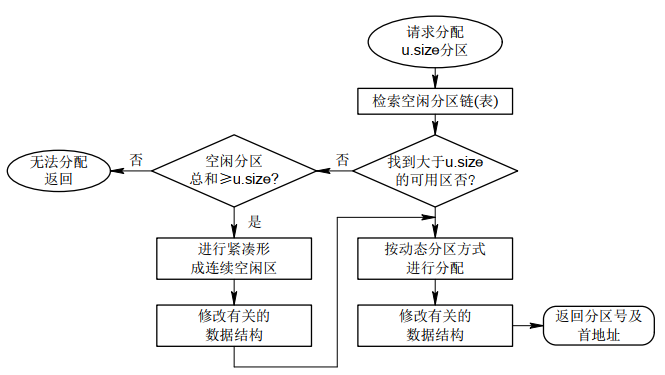 请求分配
u.size分区
检索空闲分区链(表)
找到大于u.size
的可用区否?
否
空闲分区
总和≥u.size?
否
无法分配
返回
是
进行紧凑形
成连续空闲区
修改有关的
数据结构
按动态分区方式
进行分配
修改有关的
数据结构
返回分区号及
首地址